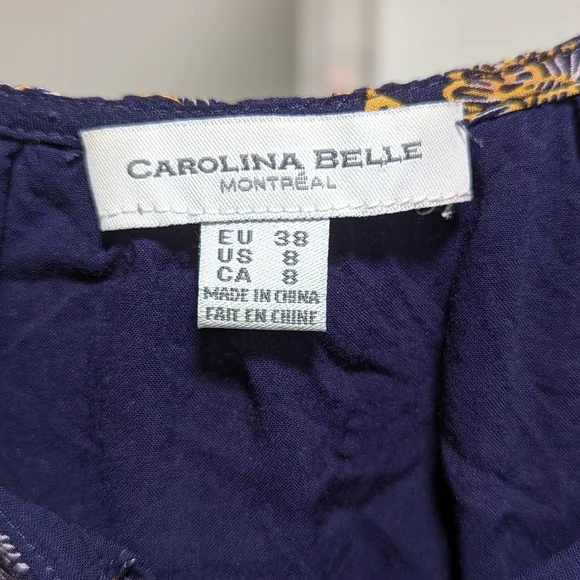 CAROLINA BELLE
MONTRÉAL
EU 38
US 8
CA 8
MADE IN CHINA
FAIT EN CHINE